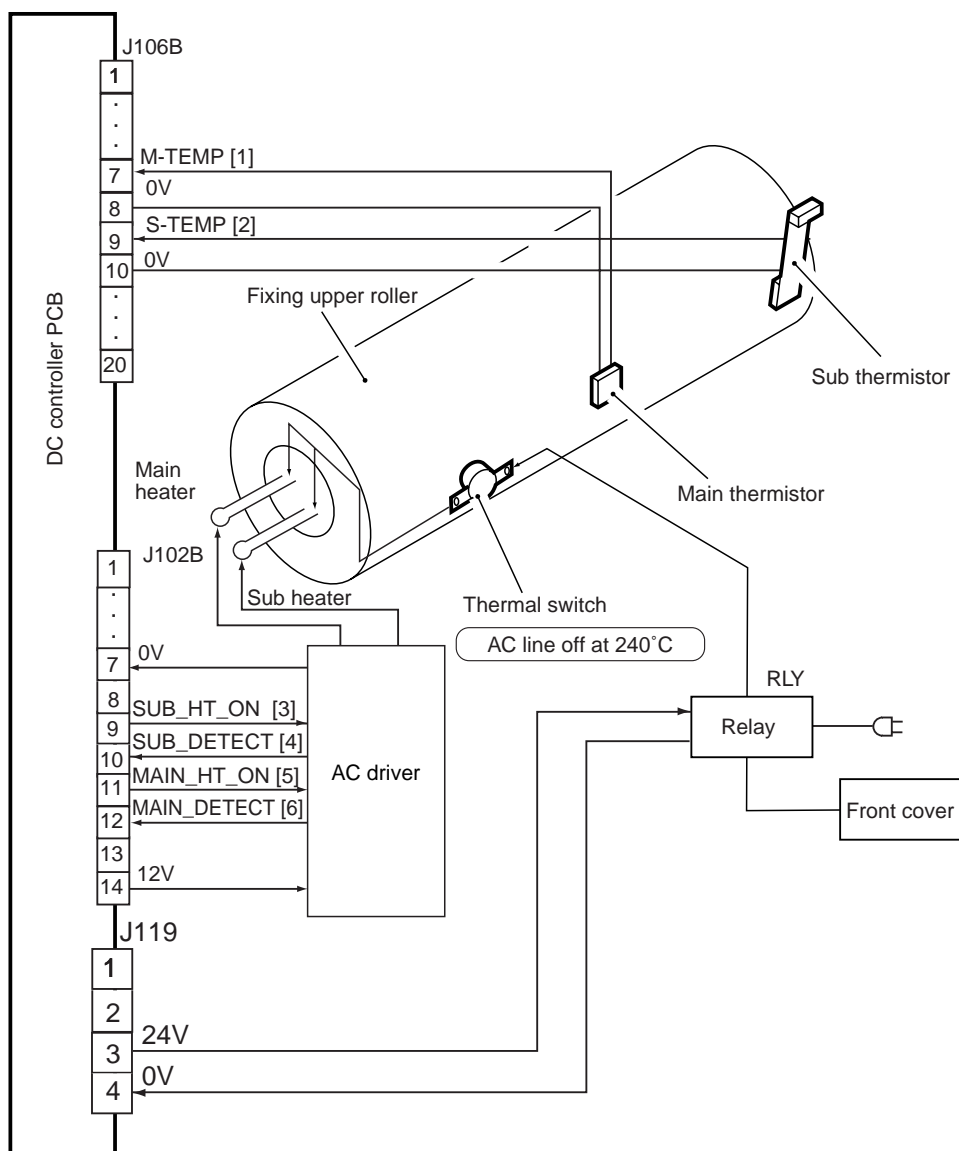 J106B
1
.
.
.
7
M-TEMP [1]
8
0V
9
S-TEMP [2]
10
0V
.
.
.
20
DC controller PCB
Fixing upper roller
Sub thermistor
Main thermistor
Main
heater
Sub heater
Thermal switch
AC line off at 240˚C
J102B
1
.
.
.
7
0V
8
9
SUB_HT_ON [3]
10
SUB_DETECT [4]
11
MAIN_HT_ON [5]
12
MAIN_DETECT [6]
13
14
12V
AC driver
RLY
Relay
Front cover
J119
1
2
3
24V
4
0V